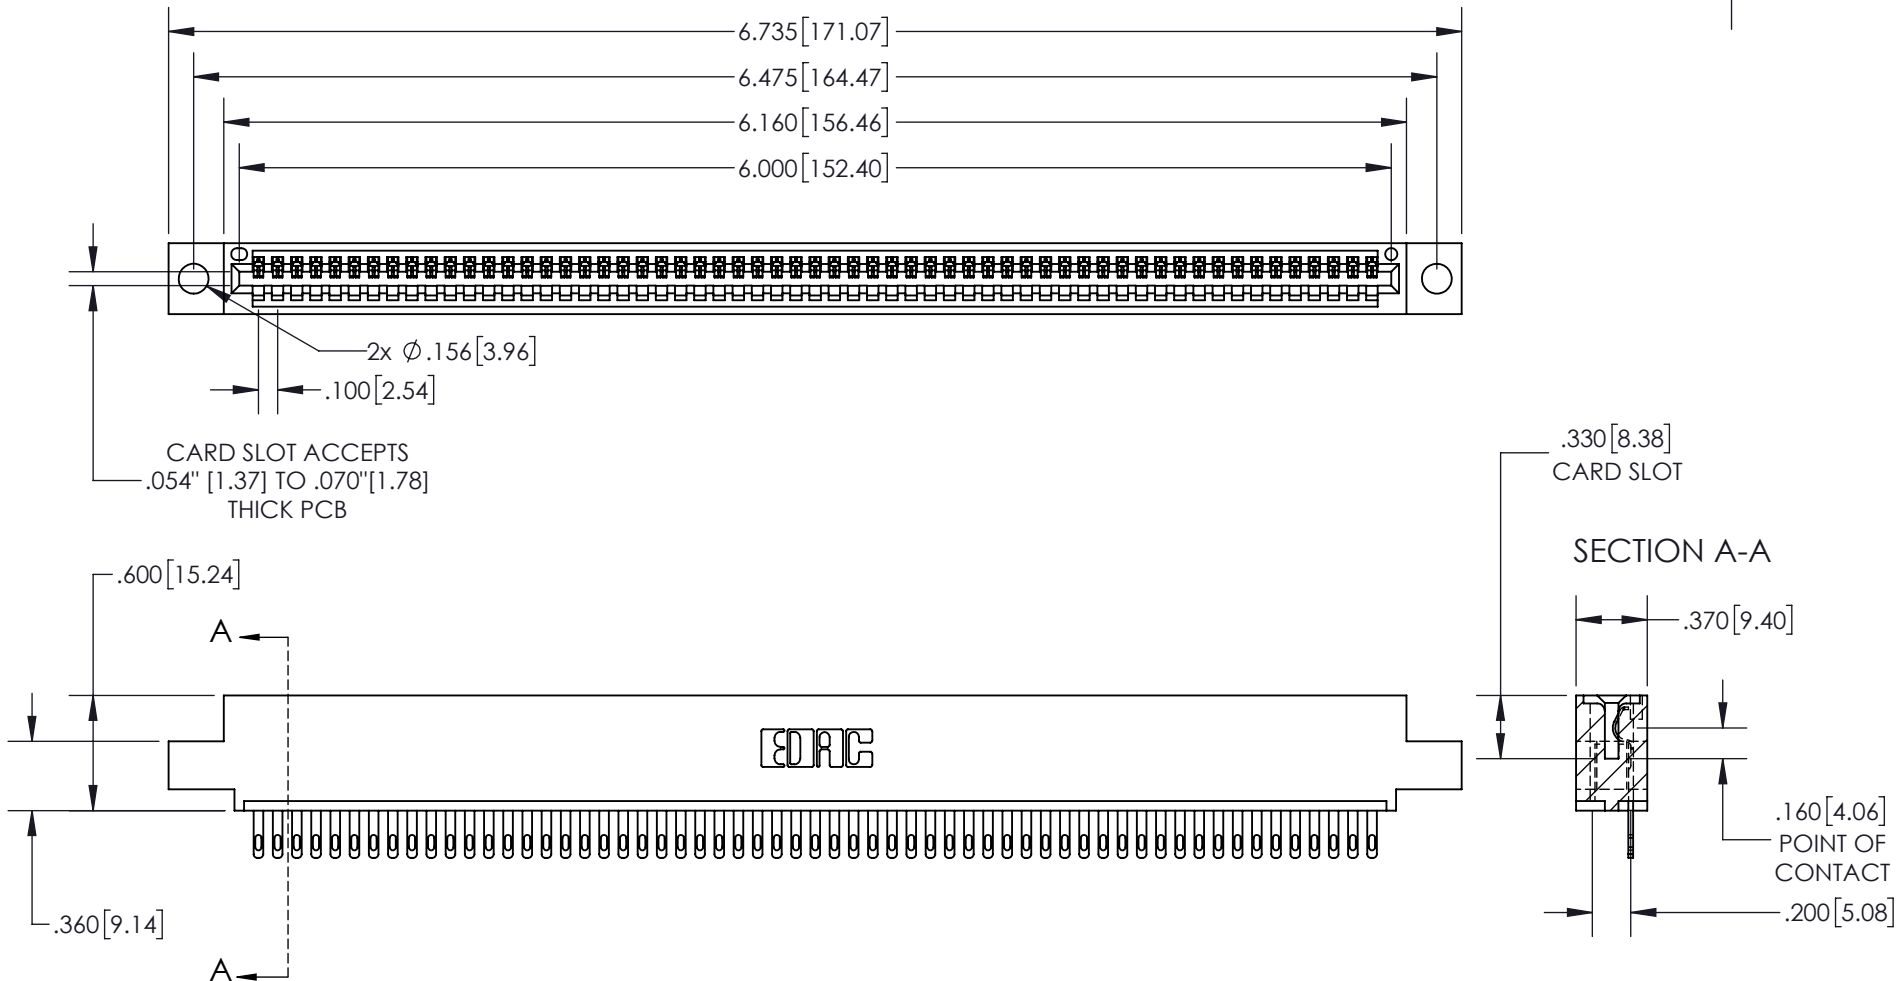 6.735[171.07]
6.475[164.47]
6.160[156.46]
6.000[152.40]
2x Ø.156[3.96]
.100[2.54]
CARD SLOT ACCEPTS
.054" [1.37] TO .070"[1.78]
THICK PCB
.330[8.38]
CARD SLOT
SECTION A-A
.600[15.24]
.370[9.40]
A
EDAC
.160[4.06]
POINT OF
CONTACT
.360[9.14]
.200[5.08]
A